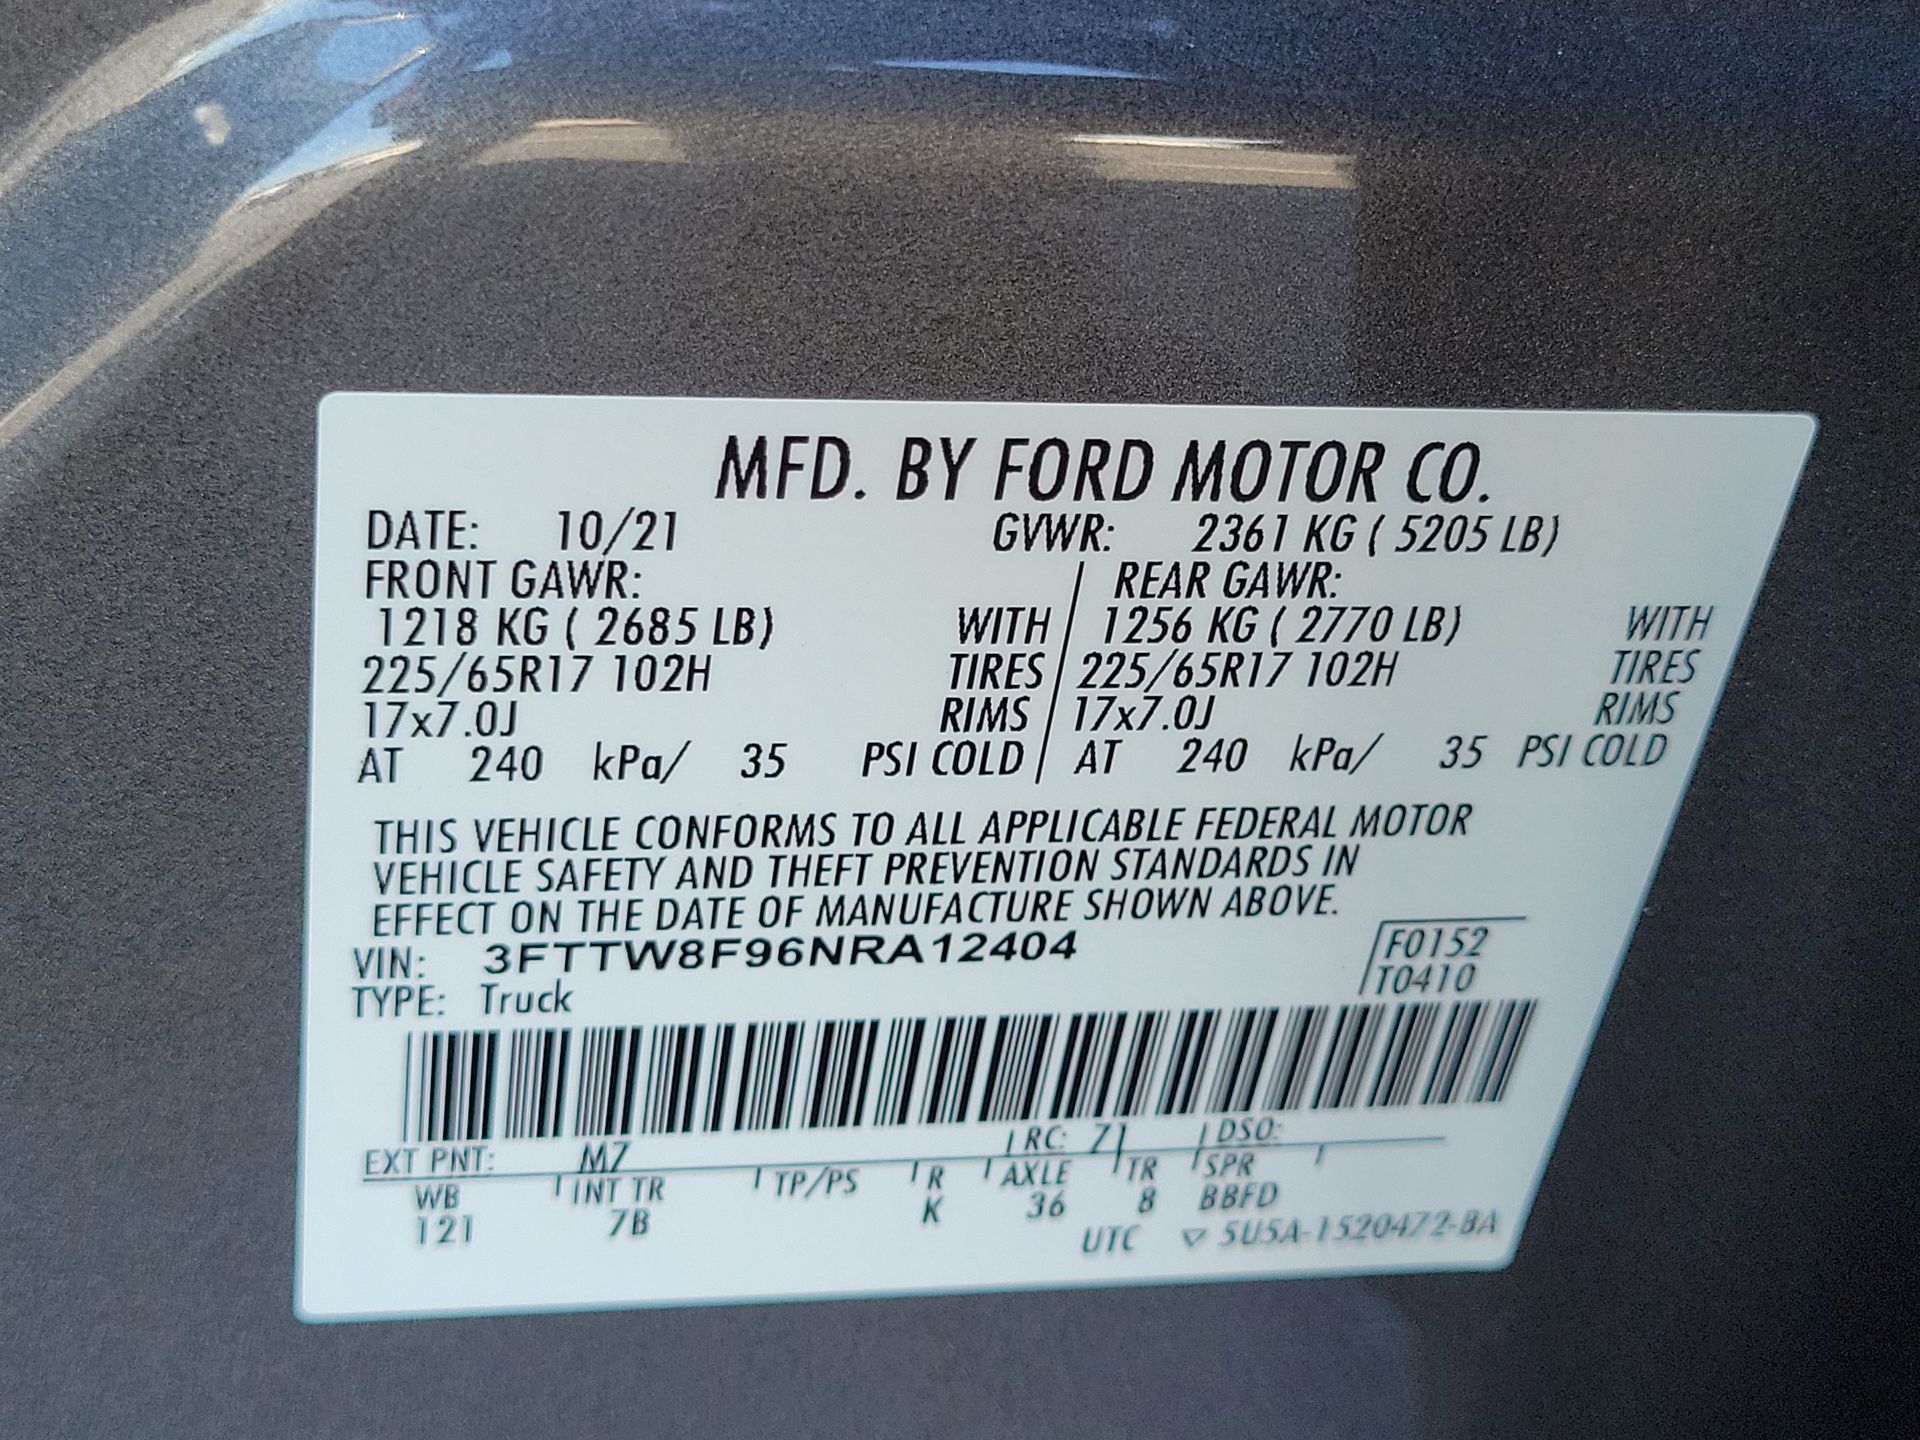 MFD. BY FORD MOTOR CO.
DATE: 10/21 GVWR: 2361 KG ( 5205 LB)
FRONT GAWR: REAR GAWR:
1218 KG ( 2685 LB) WITH 1256 KG ( 2770 LB) WITH
225/65R17 102H TIRES 225/65R17 102H TIRES
17x7.0J RIMS 17x7.0J RIMS
AT 240 kPa/ 35 PSI COLD AT 240 kPa/ 35 PSI COLD
THIS VEHICLE CONFORMS TO ALL APPLICABLE FEDERAL MOTOR
VEHICLE SAFETY AND THEFT PREVENTION STANDARDS IN
EFFECT ON THE DATE OF MANUFACTURE SHOWN ABOVE.
VIN: 3FTTW8F96NRA12404 F0152
TYPE: Truck T0410
EXT PNT: M7 RC: 71 DSO:
WB INT TR TP/PS R AXLE TR SPR
121 7B K 36 8 BBFD
UTC ▽ 5U5A-1520472-BA